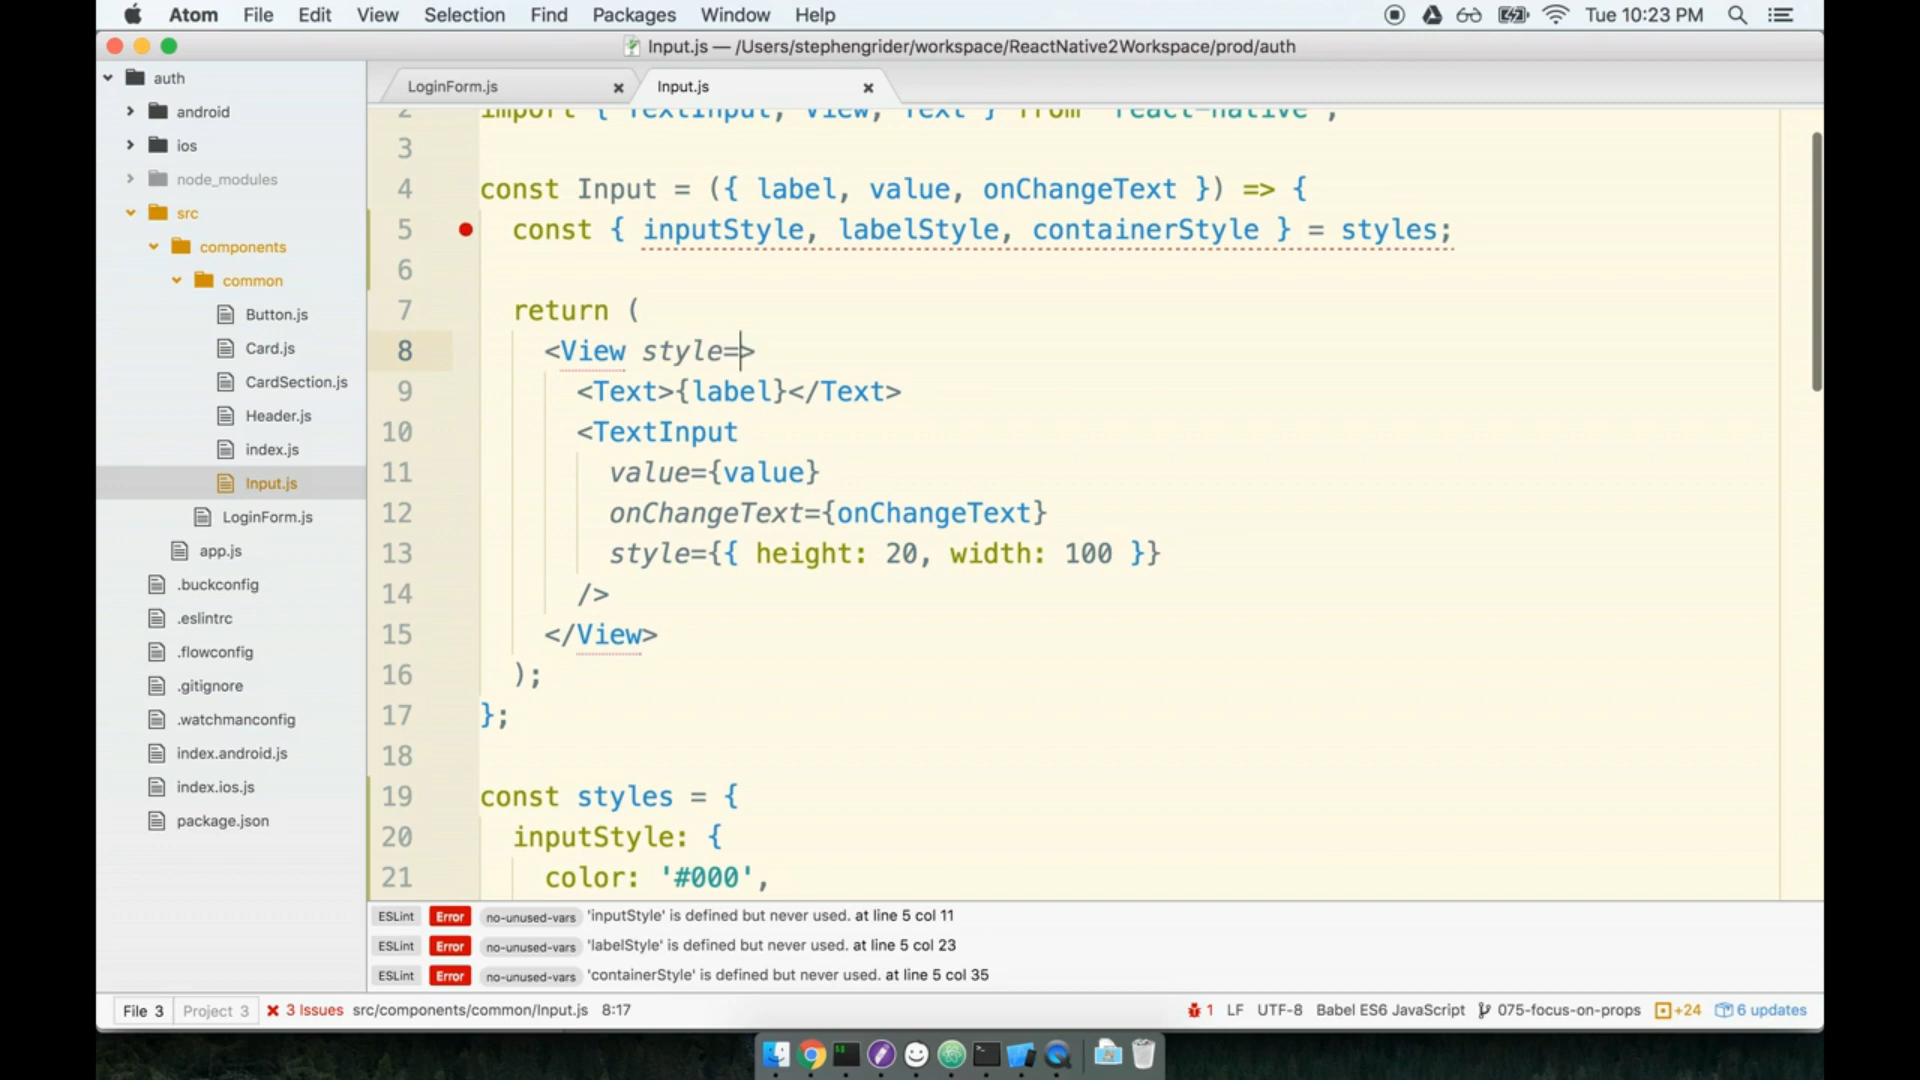 Atom File Edit View Selection Find Packages Window Help Tue 10:23 PM
Input.js — /Users/stephengrider/workspace/ReactNative2Workspace/prod/auth
auth
android
ios
node_modules
src
components
common
Button.js
Card.js
CardSection.js
Header.js
index.js
Input.js
LoginForm.js
app.js
.buckconfig
.eslintrc
.flowconfig
.gitignore
.watchmanconfig
index.android.js
index.ios.js
package.json
LoginForm.js Input.js
2 import { TextInput, View, Text } from 'react-native';
3
4 const Input = ({ label, value, onChangeText }) => {
5 const { inputStyle, labelStyle, containerStyle } = styles;
6
7 return (
8 <View style=>
9 <Text>{label}</Text>
10 <TextInput
11 value={value}
12 onChangeText={onChangeText}
13 style={{ height: 20, width: 100 }}
14 />
15 </View>
16 );
17 };
18
19 const styles = {
20 inputStyle: {
21 color: '#000',
ESLint Error no-unused-vars 'inputStyle' is defined but never used. at line 5 col 11
ESLint Error no-unused-vars 'labelStyle' is defined but never used. at line 5 col 23
ESLint Error no-unused-vars 'containerStyle' is defined but never used. at line 5 col 35
File 3 Project 3 3 Issues src/components/common/Input.js 8:17 1 LF UTF-8 Babel ES6 JavaScript 075-focus-on-props +24 6 updates